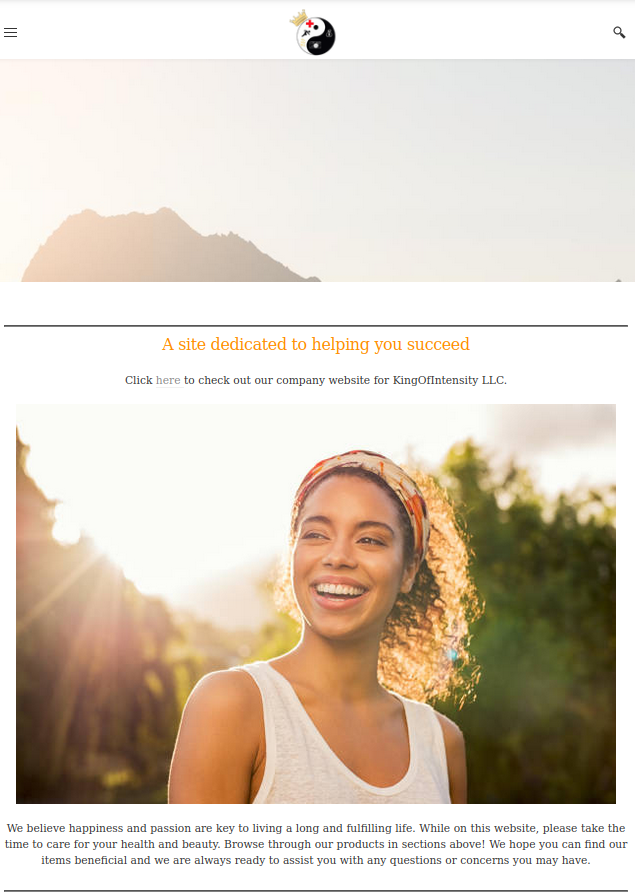 A site dedicated to helping you succeed
Click here to check out our company website for KingOfIntensity LLC.
We believe happiness and passion are key to living a long and fulfilling life. While on this website, please take the
time to care for your health and beauty. Browse through our products in sections above! We hope you can find our
items beneficial and we are always ready to assist you with any questions or concerns you may have.